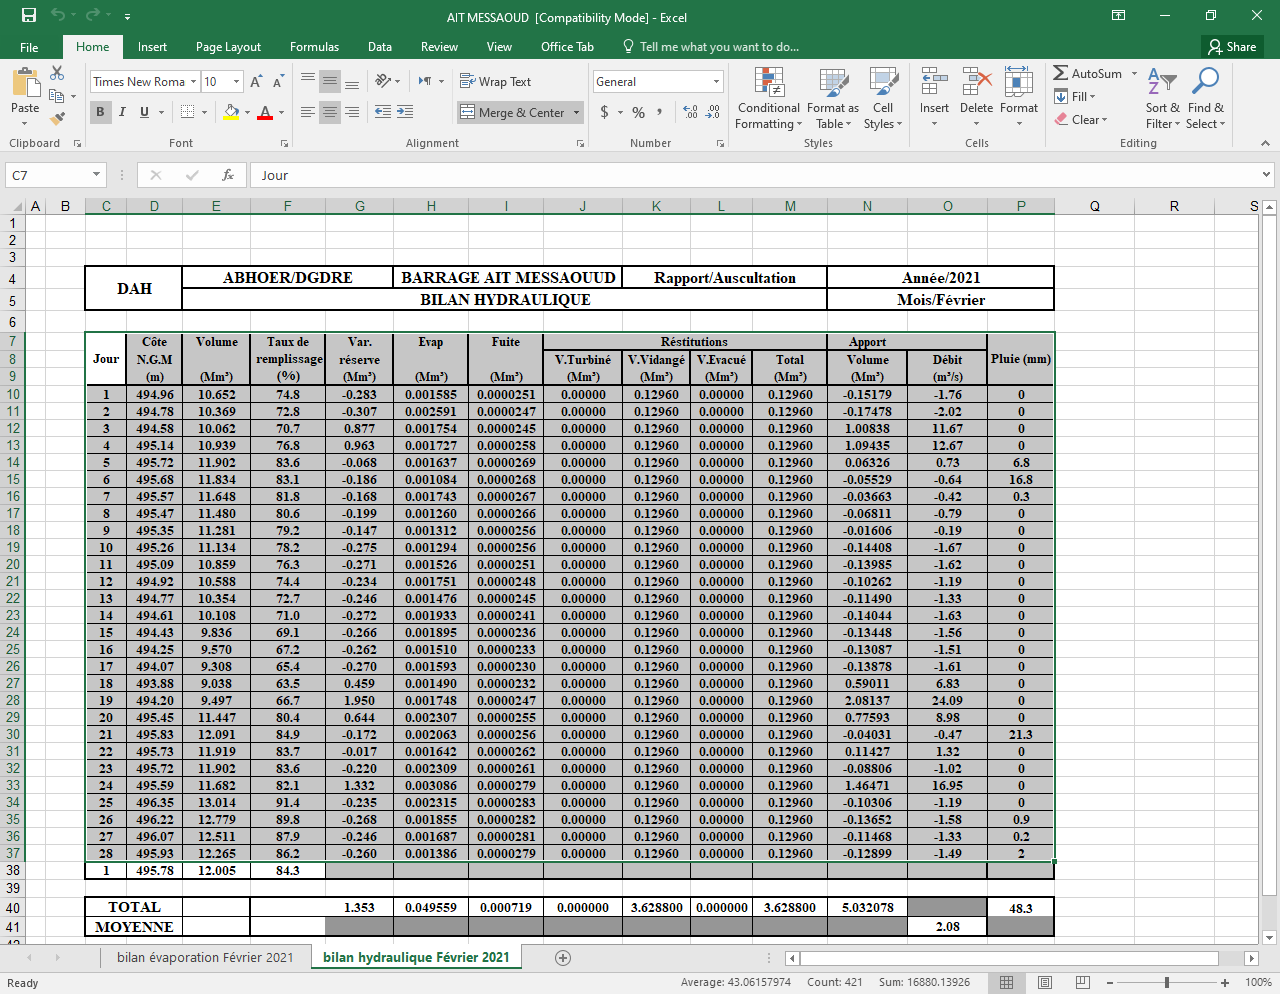 AIT MESSAOUD [Compatibility Mode] - Excel
File Home Insert Page Layout Formulas Data Review View Office Tab Tell me what you want to do... Share
Paste Times New Roma 10 Wrap Text General AutoSum
Conditional Formatting Format as Table Cell Styles Insert Delete Format Fill Sort & Filter Find & Select
B I U Merge & Center $ % , Clear
Clipboard Font Alignment Number Styles Cells Editing
C7 fx Jour
A B C D E F G H I J K L M N O P Q R S
1
2
3
4 DAH ABHOER/DGDRE BARRAGE AIT MESSAOUUD Rapport/Auscultation Année/2021
5 BILAN HYDRAULIQUE Mois/Février
6
7 Côte Volume Taux de Var. Evap Fuite Réstitutions Apport
8 Jour N.G.M remplissage réserve V.Turbiné V.Vidangé V.Evacué Total Volume Débit Pluie (mm)
9 (m) (Mm³) (%) (Mm³) (Mm³) (Mm³) (Mm³) (Mm³) (Mm³) (Mm³) (Mm³) (m³/s)
10 1 494.96 10.652 74.8 -0.283 0.001585 0.0000251 0.00000 0.12960 0.00000 0.12960 -0.15179 -1.76 0
11 2 494.78 10.369 72.8 -0.307 0.002591 0.0000247 0.00000 0.12960 0.00000 0.12960 -0.17478 -2.02 0
12 3 494.58 10.062 70.7 0.877 0.001754 0.0000245 0.00000 0.12960 0.00000 0.12960 1.00838 11.67 0
13 4 495.14 10.939 76.8 0.963 0.001727 0.0000258 0.00000 0.12960 0.00000 0.12960 1.09435 12.67 0
14 5 495.72 11.902 83.6 -0.068 0.001637 0.0000269 0.00000 0.12960 0.00000 0.12960 0.06326 0.73 6.8
15 6 495.68 11.834 83.1 -0.186 0.001084 0.0000268 0.00000 0.12960 0.00000 0.12960 -0.05529 -0.64 16.8
16 7 495.57 11.648 81.8 -0.168 0.001743 0.0000267 0.00000 0.12960 0.00000 0.12960 -0.03663 -0.42 0.3
17 8 495.47 11.480 80.6 -0.199 0.001260 0.0000266 0.00000 0.12960 0.00000 0.12960 -0.06811 -0.79 0
18 9 495.35 11.281 79.2 -0.147 0.001312 0.0000256 0.00000 0.12960 0.00000 0.12960 -0.01606 -0.19 0
19 10 495.26 11.134 78.2 -0.275 0.001294 0.0000256 0.00000 0.12960 0.00000 0.12960 -0.14408 -1.67 0
20 11 495.09 10.859 76.3 -0.271 0.001526 0.0000251 0.00000 0.12960 0.00000 0.12960 -0.13985 -1.62 0
21 12 494.92 10.588 74.4 -0.234 0.001751 0.0000248 0.00000 0.12960 0.00000 0.12960 -0.10262 -1.19 0
22 13 494.77 10.354 72.7 -0.246 0.001476 0.0000245 0.00000 0.12960 0.00000 0.12960 -0.11490 -1.33 0
23 14 494.61 10.108 71.0 -0.272 0.001933 0.0000241 0.00000 0.12960 0.00000 0.12960 -0.14044 -1.63 0
24 15 494.43 9.836 69.1 -0.266 0.001895 0.0000236 0.00000 0.12960 0.00000 0.12960 -0.13448 -1.56 0
25 16 494.25 9.570 67.2 -0.262 0.001510 0.0000233 0.00000 0.12960 0.00000 0.12960 -0.13087 -1.51 0
26 17 494.07 9.308 65.4 -0.270 0.001593 0.0000230 0.00000 0.12960 0.00000 0.12960 -0.13878 -1.61 0
27 18 493.88 9.038 63.5 0.459 0.001490 0.0000232 0.00000 0.12960 0.00000 0.12960 0.59011 6.83 0
28 19 494.20 9.497 66.7 1.950 0.001748 0.0000247 0.00000 0.12960 0.00000 0.12960 2.08137 24.09 0
29 20 495.45 11.447 80.4 0.644 0.002307 0.0000255 0.00000 0.12960 0.00000 0.12960 0.77593 8.98 0
30 21 495.83 12.091 84.9 -0.172 0.002063 0.0000256 0.00000 0.12960 0.00000 0.12960 -0.04031 -0.47 21.3
31 22 495.73 11.919 83.7 -0.017 0.001642 0.0000262 0.00000 0.12960 0.00000 0.12960 0.11427 1.32 0
32 23 495.72 11.902 83.6 -0.220 0.002309 0.0000261 0.00000 0.12960 0.00000 0.12960 -0.08806 -1.02 0
33 24 495.59 11.682 82.1 1.332 0.003086 0.0000279 0.00000 0.12960 0.00000 0.12960 1.46471 16.95 0
34 25 496.35 13.014 91.4 -0.235 0.002315 0.0000283 0.00000 0.12960 0.00000 0.12960 -0.10306 -1.19 0
35 26 496.22 12.779 89.8 -0.268 0.001855 0.0000282 0.00000 0.12960 0.00000 0.12960 -0.13652 -1.58 0.9
36 27 496.07 12.511 87.9 -0.246 0.001687 0.0000281 0.00000 0.12960 0.00000 0.12960 -0.11468 -1.33 0.2
37 28 495.93 12.265 86.2 -0.260 0.001386 0.0000279 0.00000 0.12960 0.00000 0.12960 -0.12899 -1.49 2
38 1 495.78 12.005 84.3
39
40 TOTAL 1.353 0.049559 0.000719 0.000000 3.628800 0.000000 3.628800 5.032078 48.3
41 MOYENNE 2.08
bilan évaporation Février 2021 bilan hydraulique Février 2021
Ready Average: 43.06157974 Count: 421 Sum: 16880.13926 100%